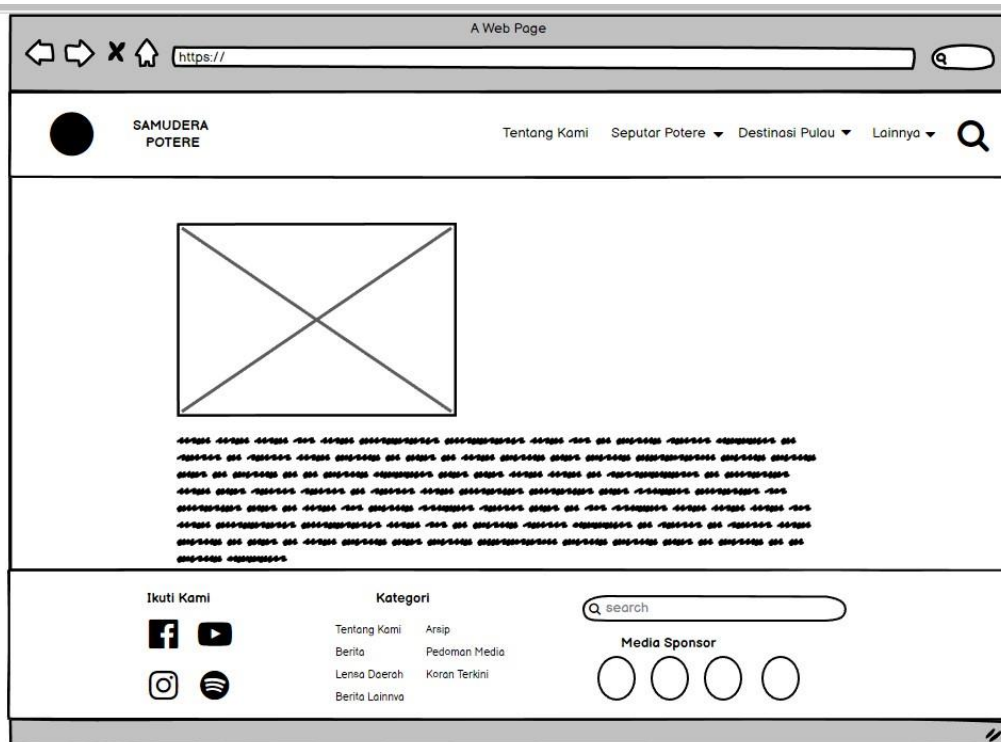 A Web Page
https://
SAMUDERA
POTERE
Tentang Kami Seputar Potere Destinasi Pulau Lainnya
Ikuti Kami
Kategori
Tentang Kami Arsip
Berita Pedoman Media
Lensa Daerah Koran Terkini
Berita Lainnya
search
Media Sponsor